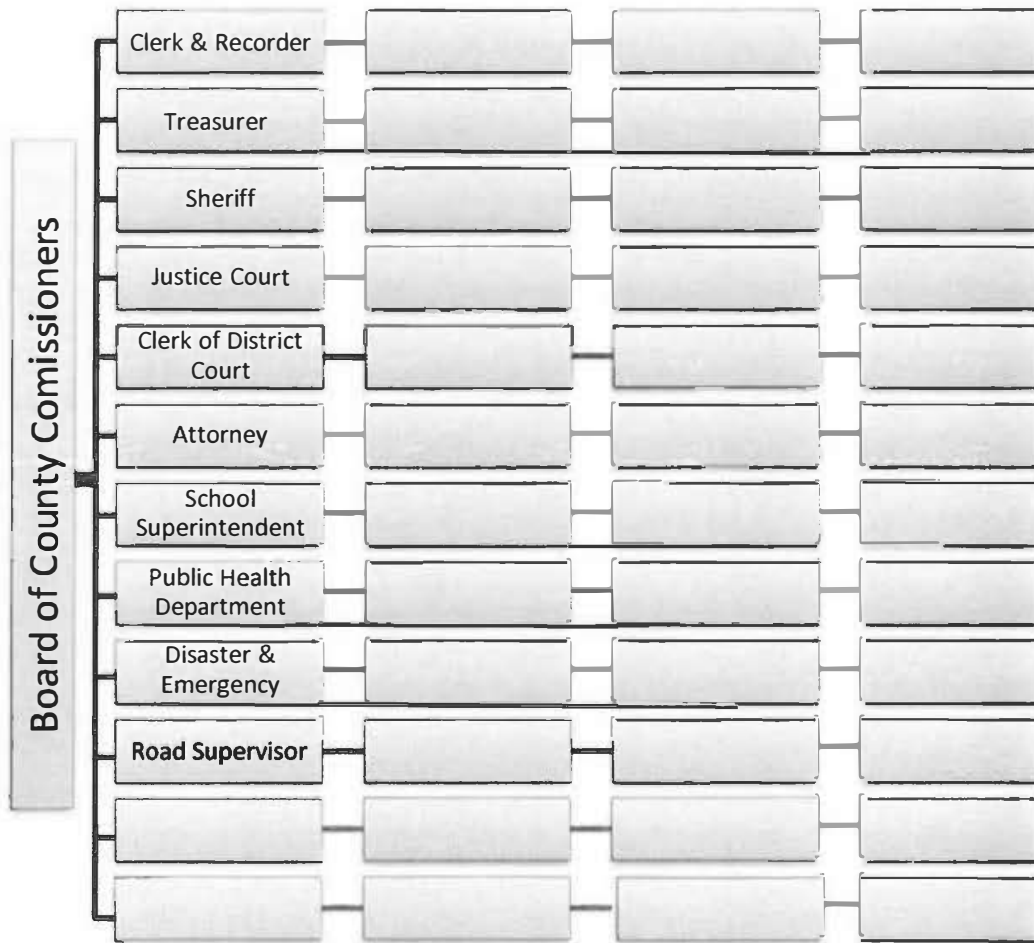 Board of County Comissioners
Clerk & Recorder
Treasurer
Sheriff
Justice Court
Clerk of District
Court
Attorney
School
Superintendent
Public Health
Department
Disaster &
Emergency
Road Supervisor